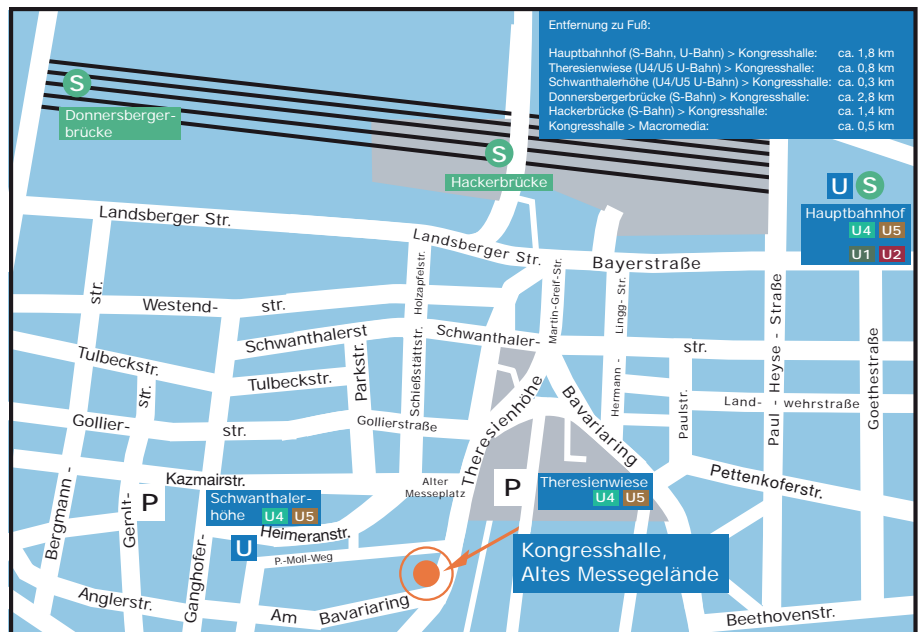 Entfernung zu Fuß:
Hauptbahnhof (S-Bahn, U-Bahn) > Kongresshalle: ca. 1,8 km
Theresienwiese (U4/U5 U-Bahn) > Kongresshalle: ca. 0,8 km
Schwanthalerhöhe (U4/U5 U-Bahn) > Kongresshalle: ca. 0,3 km
Donnersbergerbrücke (S-Bahn) > Kongresshalle: ca. 2,8 km
Hackerbrücke (S-Bahn) > Kongresshalle: ca. 1,4 km
Kongresshalle > Macromedia: ca. 0,5 km
S
Donnersberger-
brücke
S
Hackerbrücke
U S
Hauptbahnhof
U4 U5
U1 U2
Landsberger Str.
Landsberger Str.
Bayerstraße
Westend-
str.
str.
Holzapfelstr.
Martin-Greif-Str.
Lingg-Str.
Hermann-
Paul - Heyse - Straße
Goethestraße
Schwanthalerst
Schwanthaler-
str.
Tulbeckstr.
Tulbeckstr.
str.
Parkstr.
Schießstättstr.
Theresienhöhe
Bavariaring
Paulstr.
Land-wehrstraße
Gollier-
str.
Gollierstraße
Pettenkoferstr.
Kazmairstr.
Alter
Messeplatz
P
P
Theresienwiese
U4 U5
Schwanthaler-
höhe U4 U5
U
Bergmann-
Gerolt-
Ganghofer-
Heimeranstr.
P.-Moll-Weg
Kongresshalle,
Altes Messegelände
Anglerstr.
Am
Bavariaring
Beethovenstr.